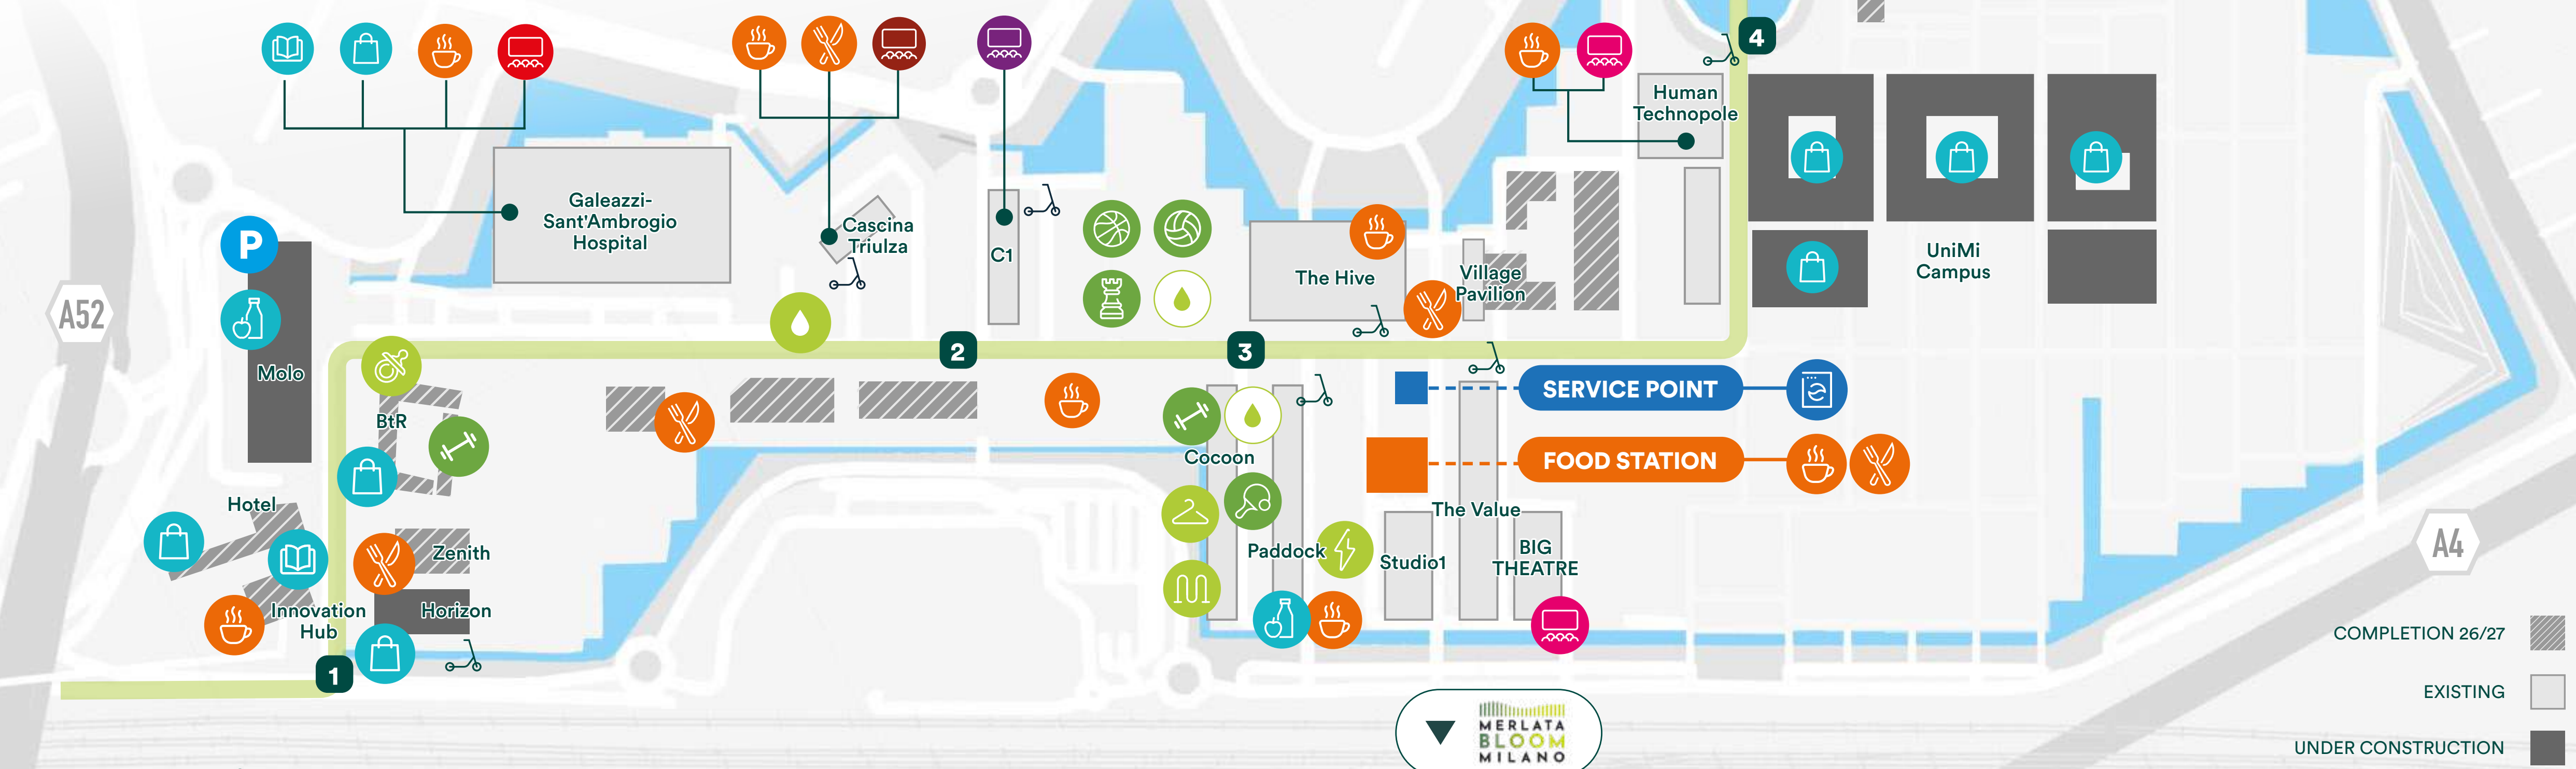 4
Human
Technopole
Galeazzi-
Sant'Ambrogio
Hospital
Cascina
Triulza
C1
P
A52
Molo
The Hive
Village
Pavilion
UniMi
Campus
2
3
BtR
SERVICE POINT
Cocoon
FOOD STATION
Hotel
The Value
Zenith
Paddock
Studio1
BIG
THEATRE
A4
Innovation
Hub
Horizon
1
COMPLETION 26/27
EXISTING
UNDER CONSTRUCTION
MERLATA
BLOOM
MILANO